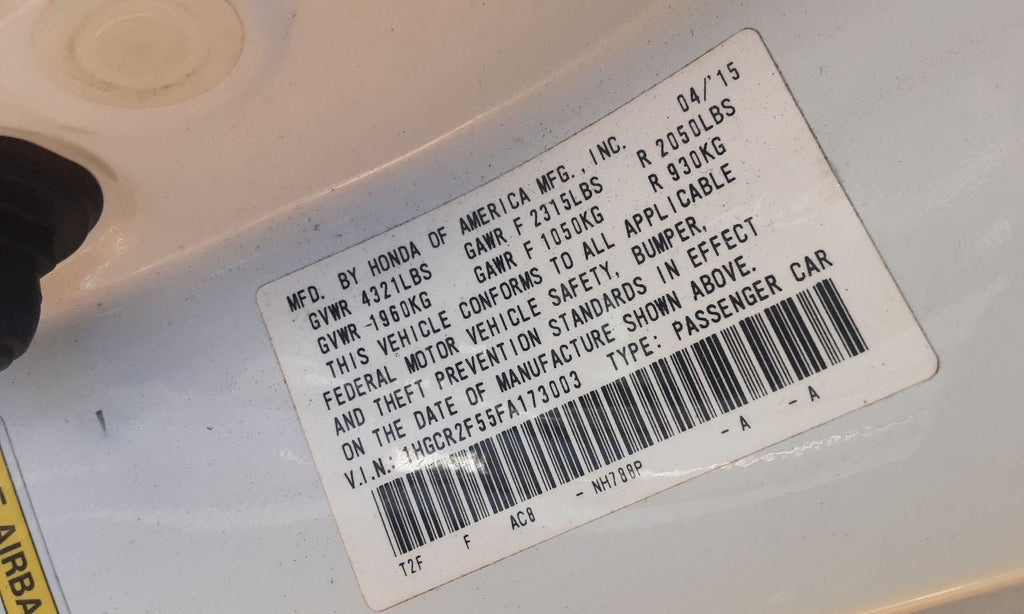 MFD. BY HONDA OF AMERICA MFG., INC. 04/'15
GVWR 4321LBS GAWR F 2315LBS R 2050LBS
GVWR -1960KG GAWR F 1050KG R 930KG
THIS VEHICLE CONFORMS TO ALL APPLICABLE
FEDERAL MOTOR VEHICLE SAFETY, BUMPER,
AND THEFT PREVENTION STANDARDS IN EFFECT
ON THE DATE OF MANUFACTURE SHOWN ABOVE.
V.I.N.: 1HGCR2F55FA173003 TYPE: PASSENGER CAR
T2F F AC8 - NH788P - A - A
AIRBA